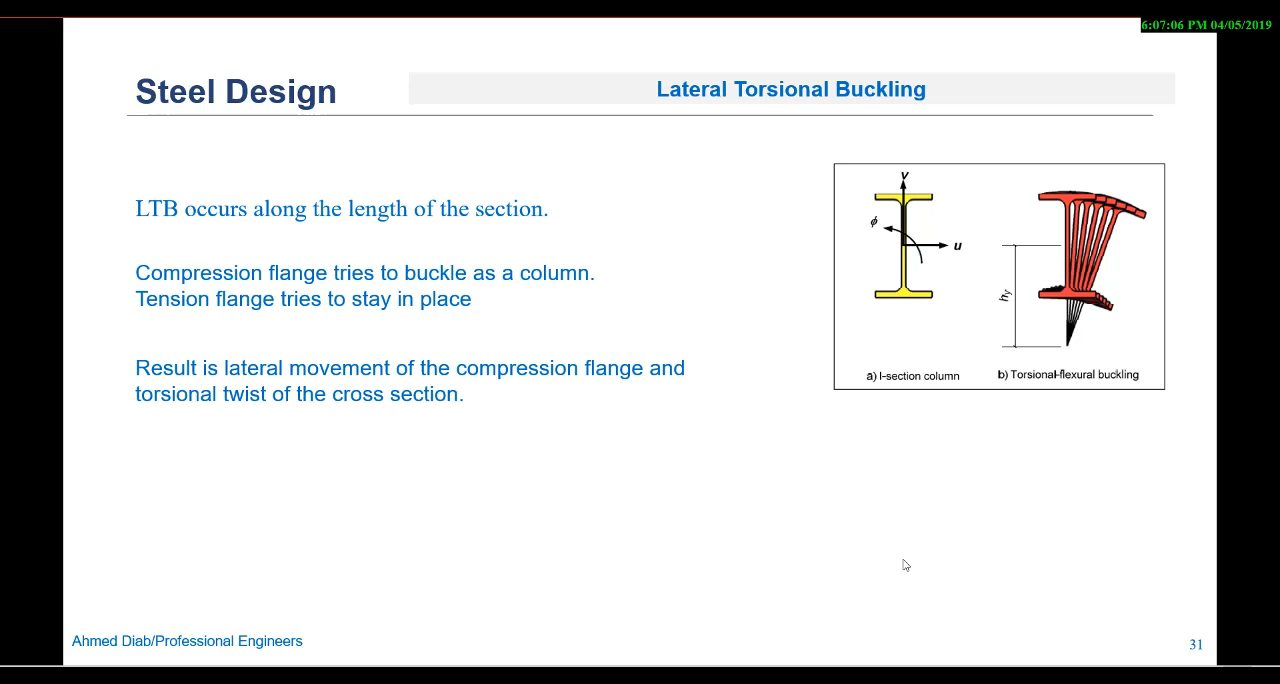 6:07:06 PM 04/05/2019
Steel Design
Lateral Torsional Buckling
LTB occurs along the length of the section.
Compression flange tries to buckle as a column.
Tension flange tries to stay in place
Result is lateral movement of the compression flange and
torsional twist of the cross section.
v
ϕ
u
hy
a) I-section column
b) Torsional-flexural buckling
Ahmed Diab/Professional Engineers
31